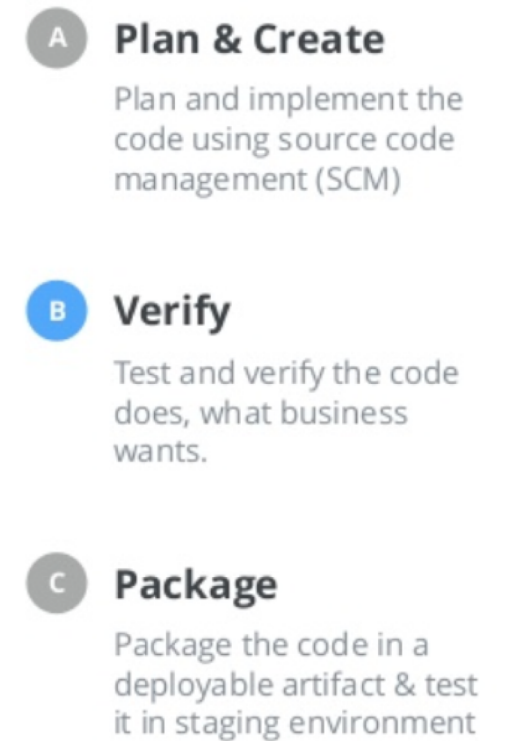 A Plan & Create
Plan and implement the
code using source code
management (SCM)
B Verify
Test and verify the code
does, what business
wants.
C Package
Package the code in a
deployable artifact & test
it in staging environment